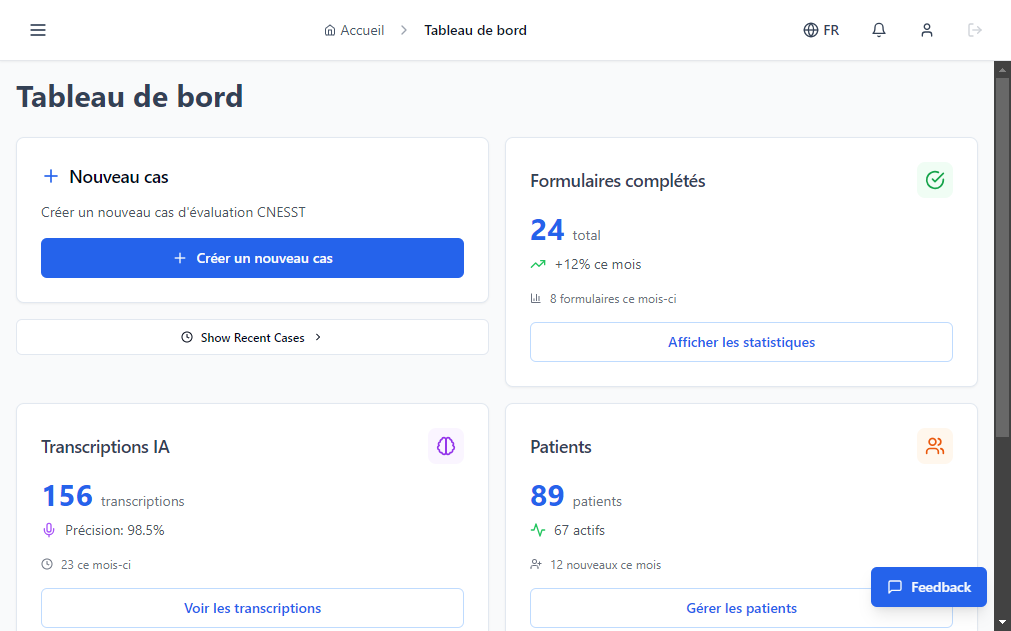 Accueil > Tableau de bord
FR
Tableau de bord
Nouveau cas
Créer un nouveau cas d'évaluation CNESST
+ Créer un nouveau cas
Show Recent Cases >
Formulaires complétés
24 total
+12% ce mois
8 formulaires ce mois-ci
Afficher les statistiques
Transcriptions IA
156 transcriptions
Précision: 98.5%
23 ce mois-ci
Voir les transcriptions
Patients
89 patients
67 actifs
12 nouveaux ce mois
Gérer les patients
Feedback